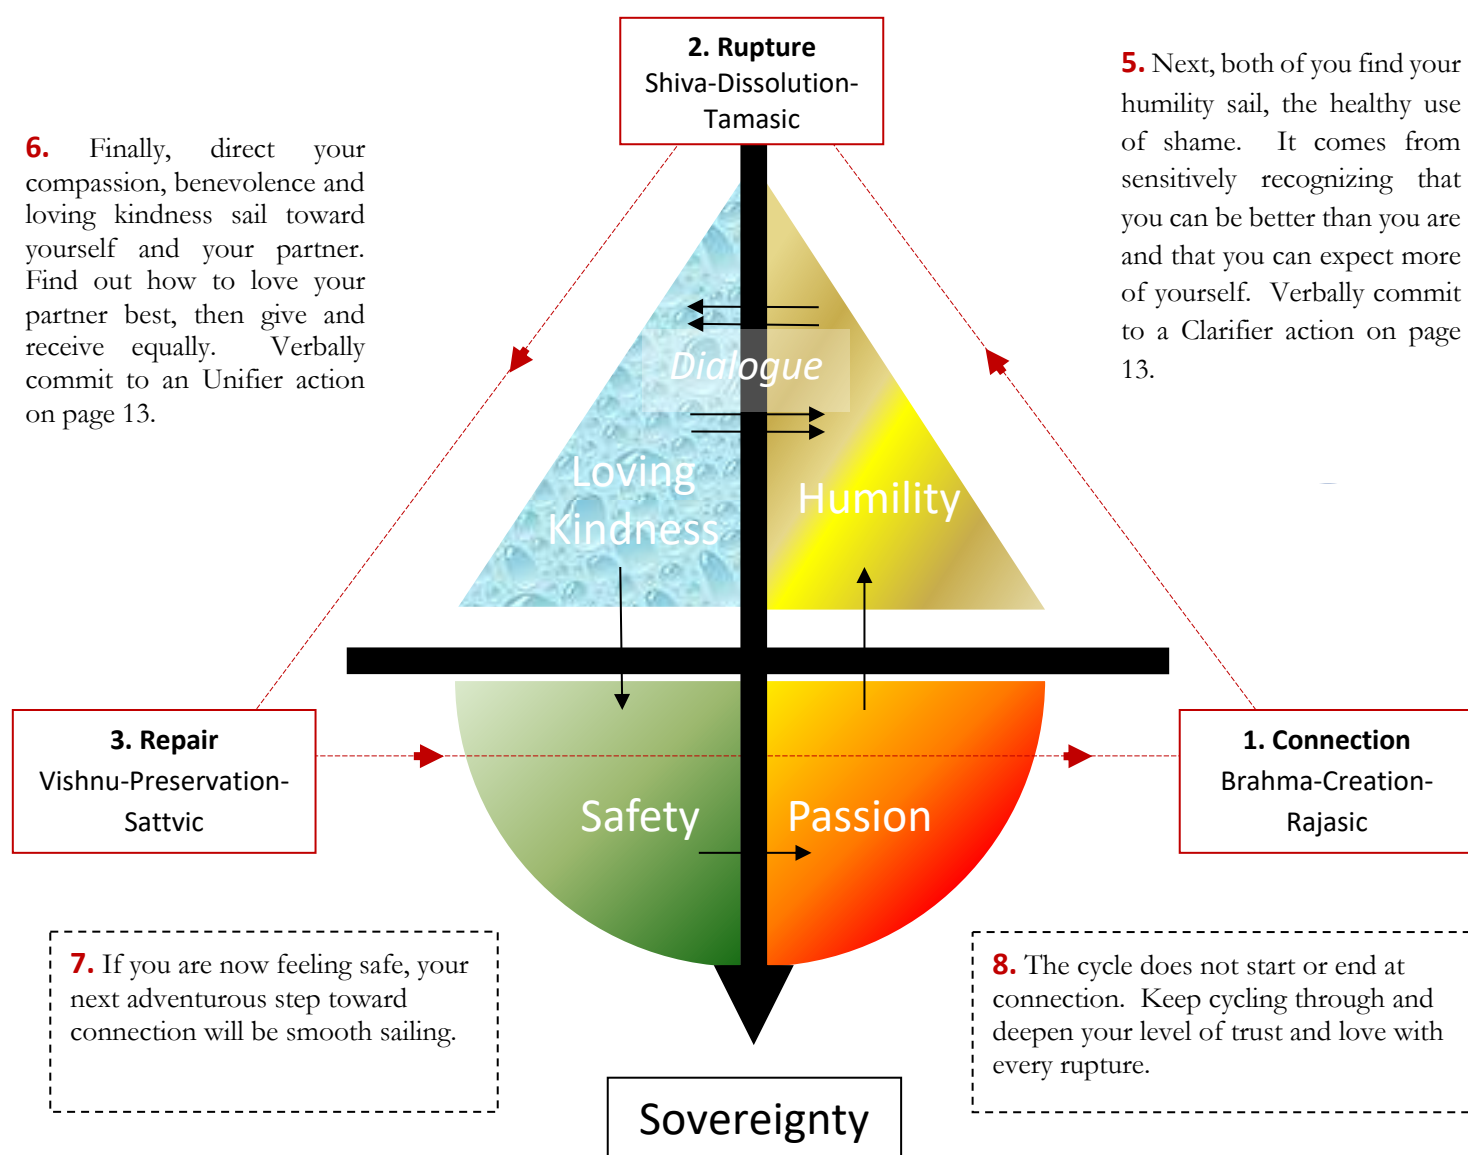 2. Rupture
Shiva-Dissolution-
Tamasic
5. Next, both of you find your
humility sail, the healthy use
of shame. It comes from
sensitively recognizing that
you can be better than you are
and that you can expect more
of yourself. Verbally commit
to a Clarifier action on page
13.
6. Finally, direct your
compassion, benevolence and
loving kindness sail toward
yourself and your partner.
Find out how to love your
partner best, then give and
receive equally. Verbally
commit to an Unifier action
on page 13.
Dialogue
Loving
Kindness
Humility
3. Repair
Vishnu-Preservation-
Sattvic
1. Connection
Brahma-Creation-
Rajasic
Safety
Passion
7. If you are now feeling safe, your
next adventurous step toward
connection will be smooth sailing.
8. The cycle does not start or end at
connection. Keep cycling through and
deepen your level of trust and love with
every rupture.
Sovereignty